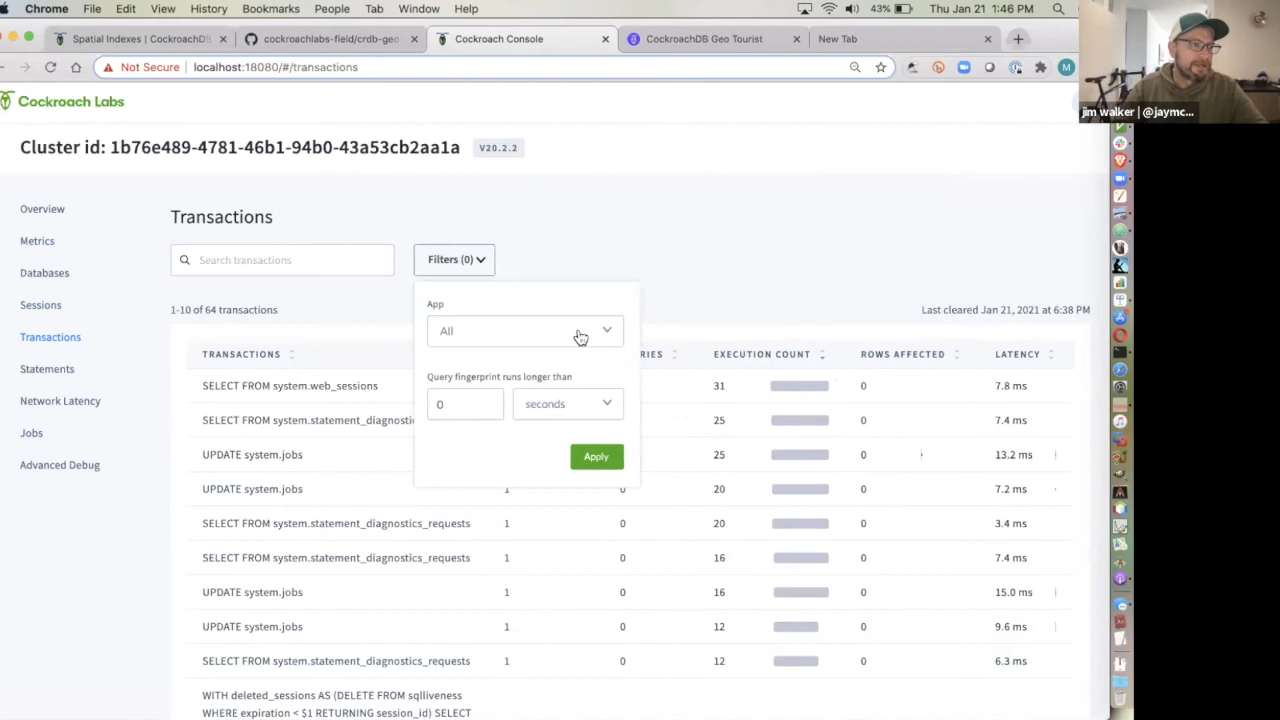 Chrome File Edit View History Bookmarks People Tab Window Help 43% Thu Jan 21 1:46 PM
Spatial Indexes | CockroachDB cockroachlabs-field/crdb-geo Cockroach Console CockroachDB Geo Tourist New Tab
Not Secure localhost:18080/#/transactions M
jim walker | @jaymc...
Cockroach Labs
Cluster id: 1b76e489-4781-46b1-94b0-43a53cb2aa1a V20.2.2
Overview
Metrics
Databases
Sessions
Transactions
Statements
Network Latency
Jobs
Advanced Debug
Transactions
Search transactions Filters (0)
App
All
Query fingerprint runs longer than
0 seconds
Apply
1-10 of 64 transactions Last cleared Jan 21, 2021 at 6:38 PM
TRANSACTIONS RIES EXECUTION COUNT ROWS AFFECTED LATENCY
SELECT FROM system.web_sessions 31 0 7.8 ms
SELECT FROM system.statement_diagnosti 25 0 7.4 ms
UPDATE system.jobs 25 0 13.2 ms
UPDATE system.jobs 1 0 20 0 7.2 ms
SELECT FROM system.statement_diagnostics_requests 1 0 20 0 3.4 ms
SELECT FROM system.statement_diagnostics_requests 1 0 16 0 7.4 ms
UPDATE system.jobs 1 0 16 0 15.0 ms
UPDATE system.jobs 1 0 12 0 9.6 ms
SELECT FROM system.statement_diagnostics_requests 1 0 12 0 6.3 ms
WITH deleted_sessions AS (DELETE FROM sqlliveness
WHERE expiration < $1 RETURNING session_id) SELECT